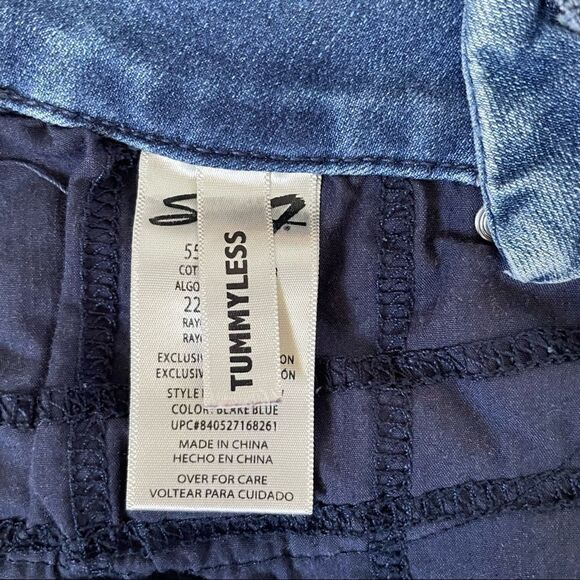 TUMMYLESS
55
COT
ALGO
22
RAY
RAY
EXCLUSIV ION
EXCLUSIV ÓN
STYLE
COLOR: BLAKE BLUE
UPC#840527168261
MADE IN CHINA
HECHO EN CHINA
OVER FOR CARE
VOLTEAR PARA CUIDADO